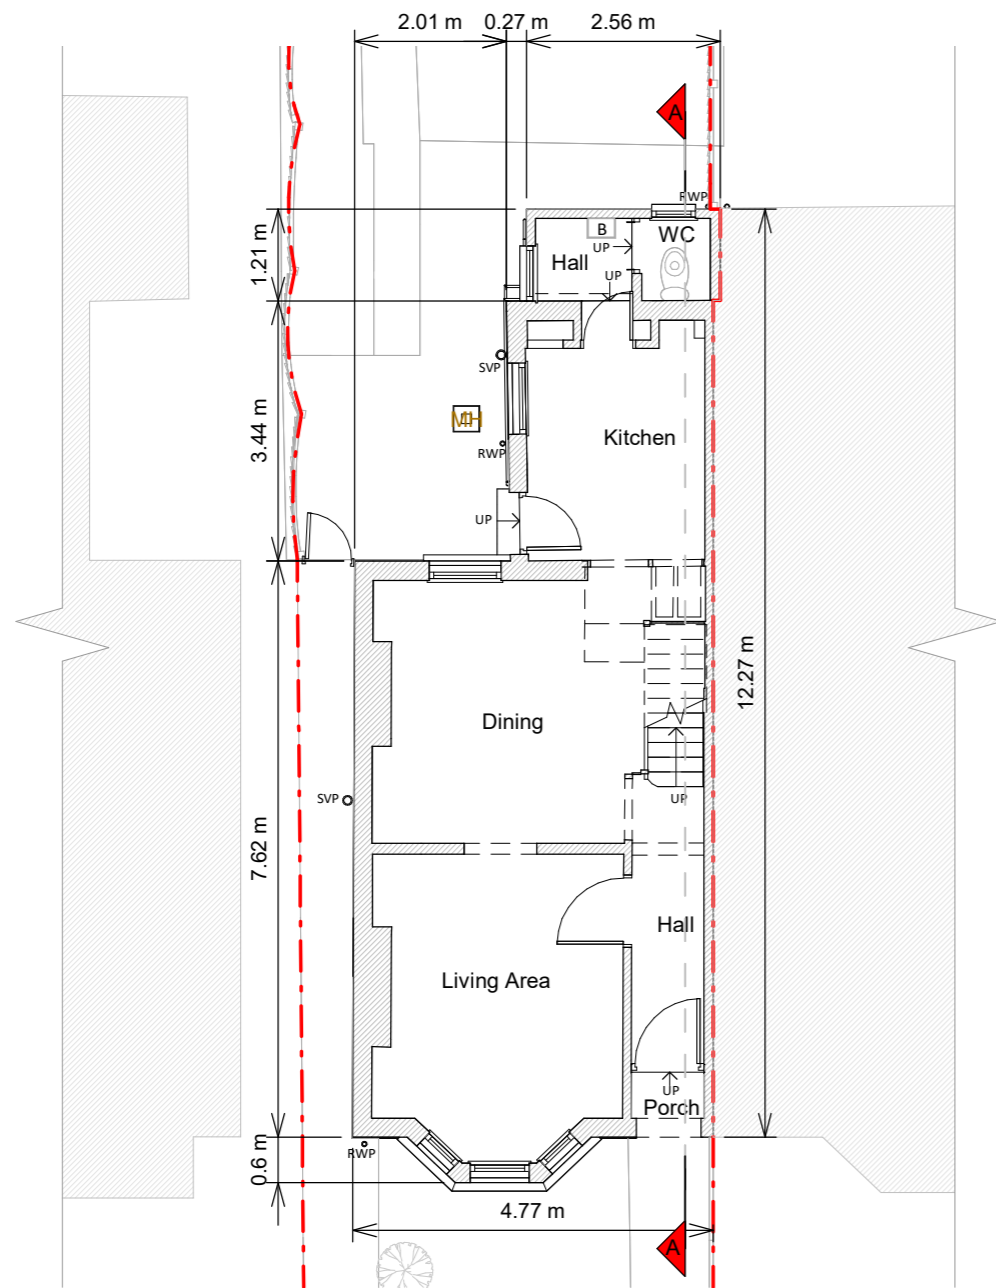 2.01 m 0.27 m 2.56 m
A
RWP
1.21 m
B
WC
UP
Hall
UP
SVP
MH
3.44 m
Kitchen
RWP
UP
12.27 m
Dining
SVP
UP
7.62 m
Hall
Living Area
UP
Porch
RWP
0.6 m
4.77 m
A